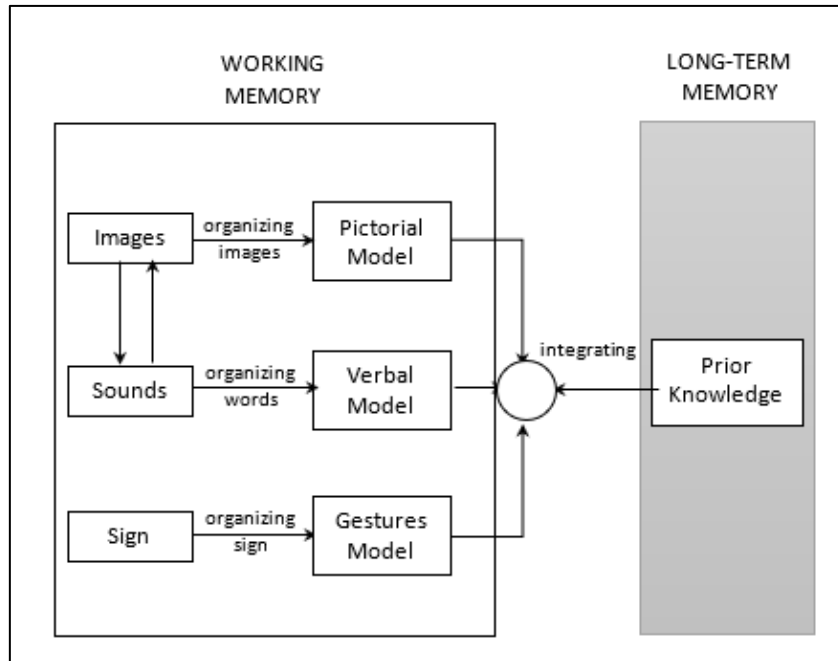 WORKING
MEMORY
LONG-TERM
MEMORY
Images
organizing
images
Pictorial
Model
Sounds
organizing
words
Verbal
Model
integrating
Prior
Knowledge
Sign
organizing
sign
Gestures
Model